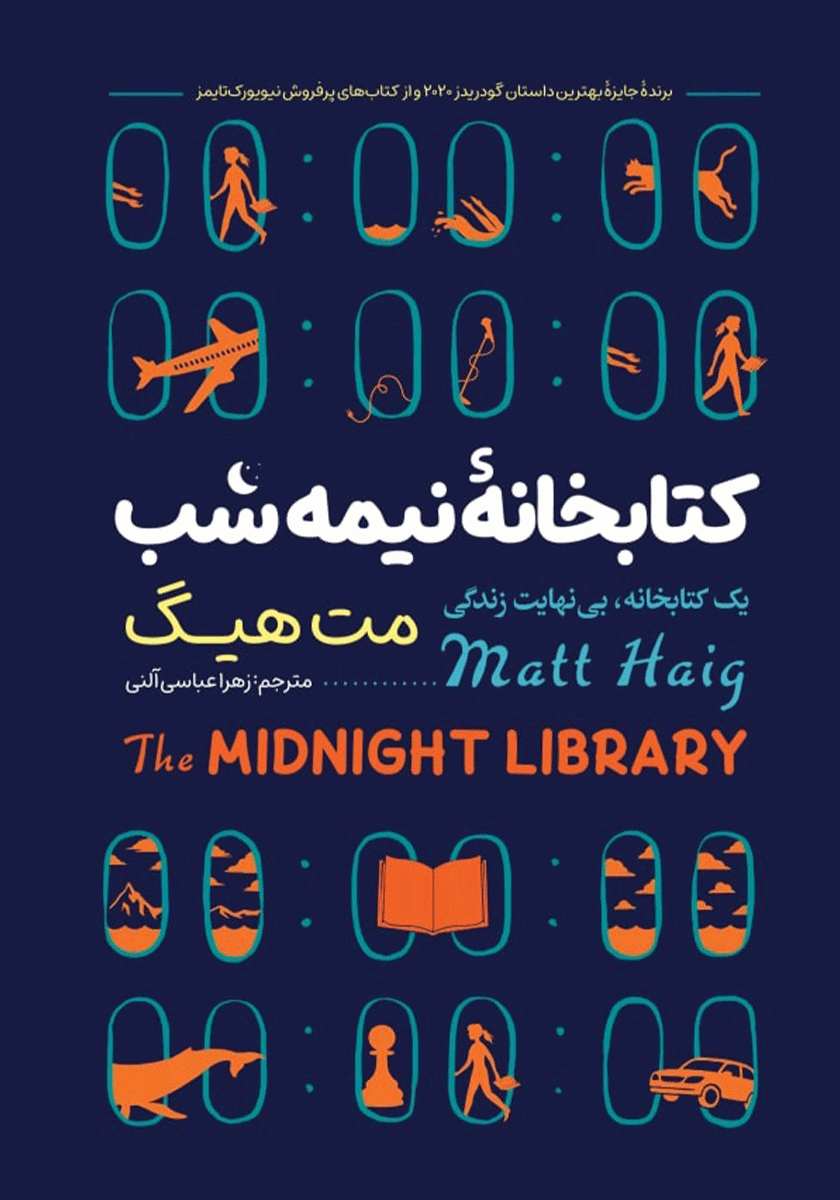 برندهٔ جایزهٔ بهترین داستان گودریدز ۲۰۲۰ و از کتاب‌های پرفروش نیویورک‌تایمز
کتابخانهٔ نیمه شب
یک کتابخانه، بی‌نهایت زندگی
مت هیگ
Matt Haig
............ مترجم: زهرا عباسی آلنی
The MIDNIGHT LIBRARY